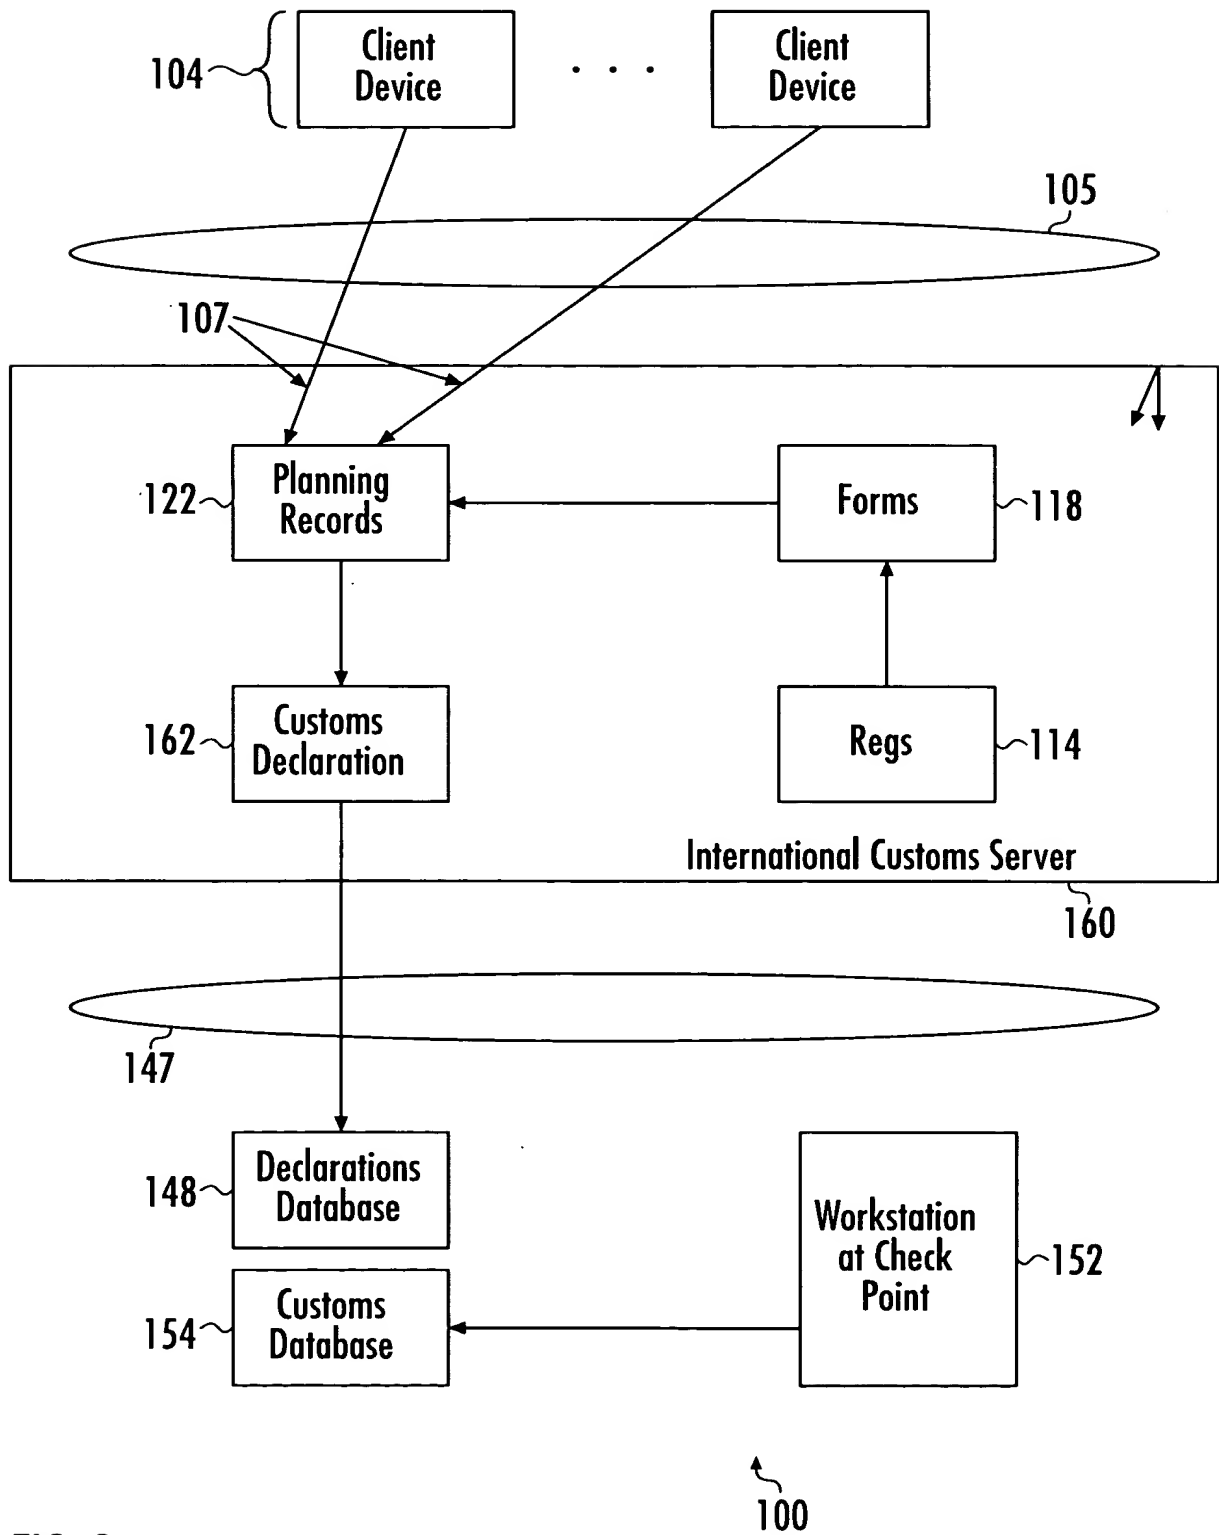 104
Client
Device
. . .
Client
Device
105
107
122
Planning
Records
Forms
118
162
Customs
Declaration
Regs
114
International Customs Server
160
147
148
Declarations
Database
Workstation
at Check
Point
152
154
Customs
Database
100